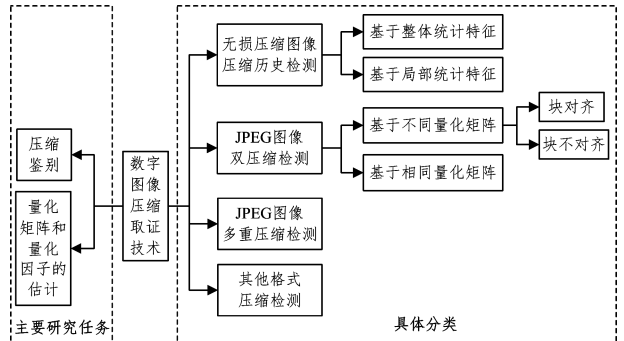 压缩
鉴别
量化
矩阵和
量化
因子的
估计
主要研究任务
数字
图像
压缩
取证
技术
无损压缩图像
压缩历史检测
基于整体统计特征
基于局部统计特征
JPEG图像
双压缩检测
基于不同量化矩阵
块对齐
块不对齐
基于相同量化矩阵
JPEG图像
多重压缩检测
其他格式
压缩检测
具体分类